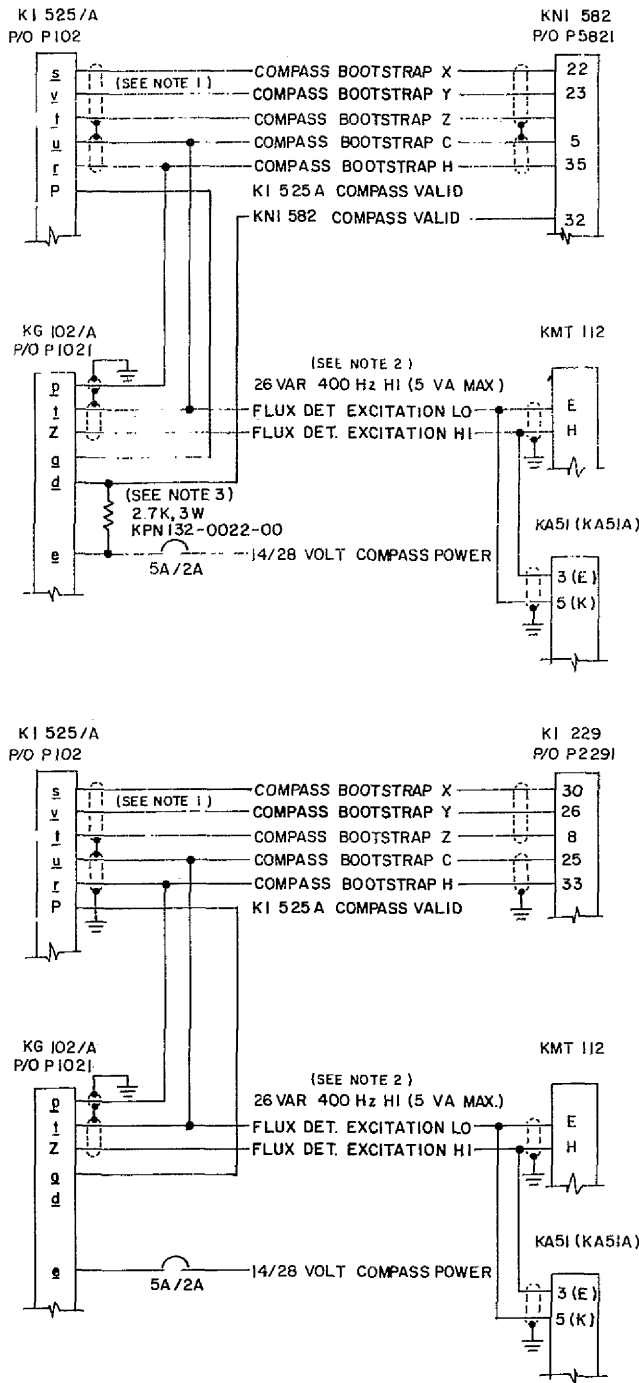 KI 525/A KNI 582
P/O P102 P/O P5821
s (SEE NOTE 1) COMPASS BOOTSTRAP X 22
v COMPASS BOOTSTRAP Y 23
t COMPASS BOOTSTRAP Z
u COMPASS BOOTSTRAP C 5
r COMPASS BOOTSTRAP H 35
P KI 525A COMPASS VALID
KNI 582 COMPASS VALID 32
KG 102/A KMT 112
P/O P1021
(SEE NOTE 2)
p 26 VAR 400 Hz HI (5 VA MAX.)
t FLUX DET. EXCITATION LO E
Z FLUX DET. EXCITATION HI H
a
d
(SEE NOTE 3)
2.7K, 3W
KPN 132-0022-00
KA51 (KA51A)
e 5A/2A 14/28 VOLT COMPASS POWER
3 (E)
5 (K)
KI 525/A KI 229
P/O P102 P/O P2291
s (SEE NOTE 1) COMPASS BOOTSTRAP X 30
v COMPASS BOOTSTRAP Y 26
t COMPASS BOOTSTRAP Z 8
u COMPASS BOOTSTRAP C 25
r COMPASS BOOTSTRAP H 33
P KI 525A COMPASS VALID
KG 102/A KMT 112
P/O P1021
(SEE NOTE 2)
p 26 VAR 400 Hz HI (5 VA MAX.)
t FLUX DET. EXCITATION LO E
Z FLUX DET. EXCITATION HI H
a
d
KA51 (KA51A)
e 5A/2A 14/28 VOLT COMPASS POWER
3 (E)
5 (K)